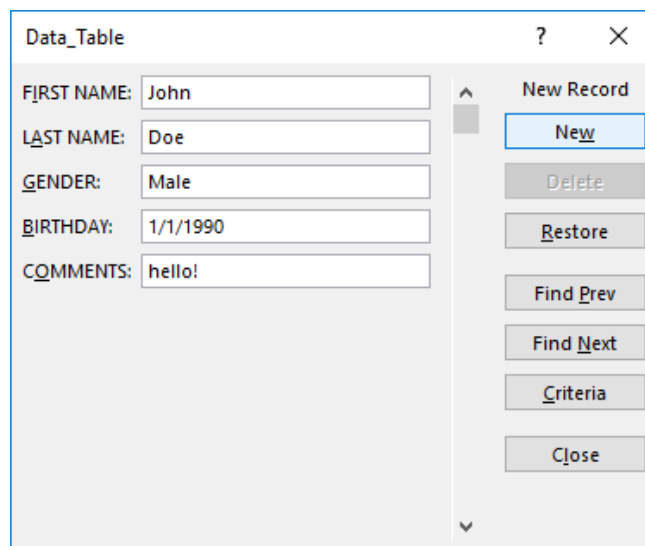 Data_Table ?
FIRST NAME: John
LAST NAME: Doe
GENDER: Male
BIRTHDAY: 1/1/1990
COMMENTS: hello!
New Record
New
Delete
Restore
Find Prev
Find Next
Criteria
Close